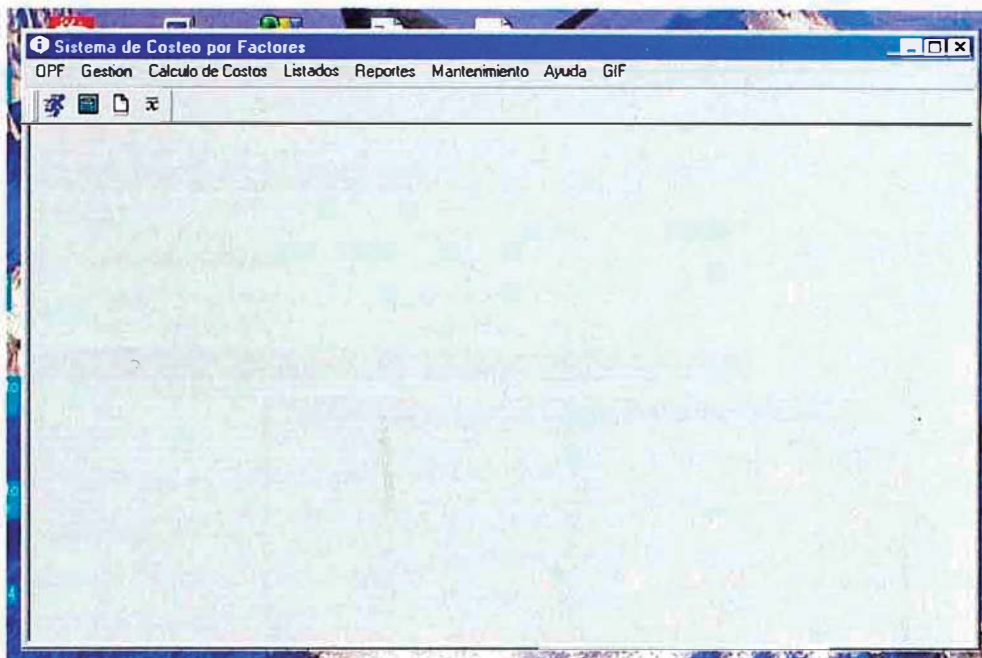 Sistema de Costeo por Factores
OPF Gestion Calculo de Costos Listados Reportes Mantenimiento Ayuda GIF
x̄